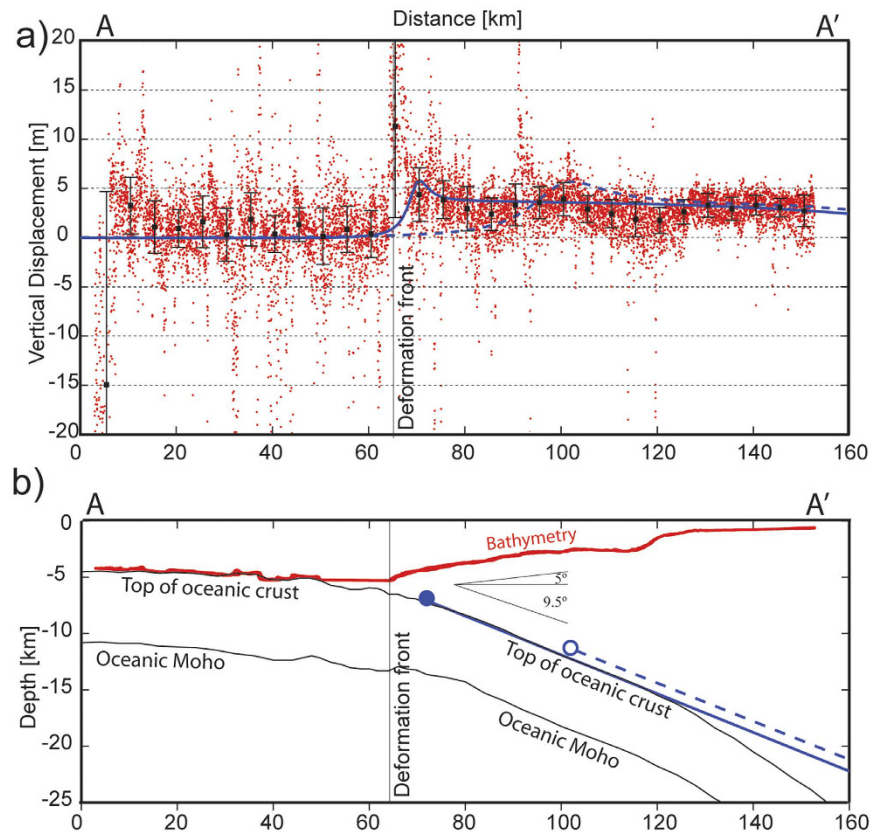 a)
A
Distance [km]
A'
Vertical Displacement [m]
20
15
10
5
0
-5
-10
-15
-20
Deformation front
0
20
40
60
80
100
120
140
160
b)
A
A'
Depth [km]
0
-5
-10
-15
-20
-25
Bathymetry
Top of oceanic crust
5º
9.5º
Oceanic Moho
Top of oceanic crust
Oceanic Moho
Deformation front
0
20
40
60
80
100
120
140
160